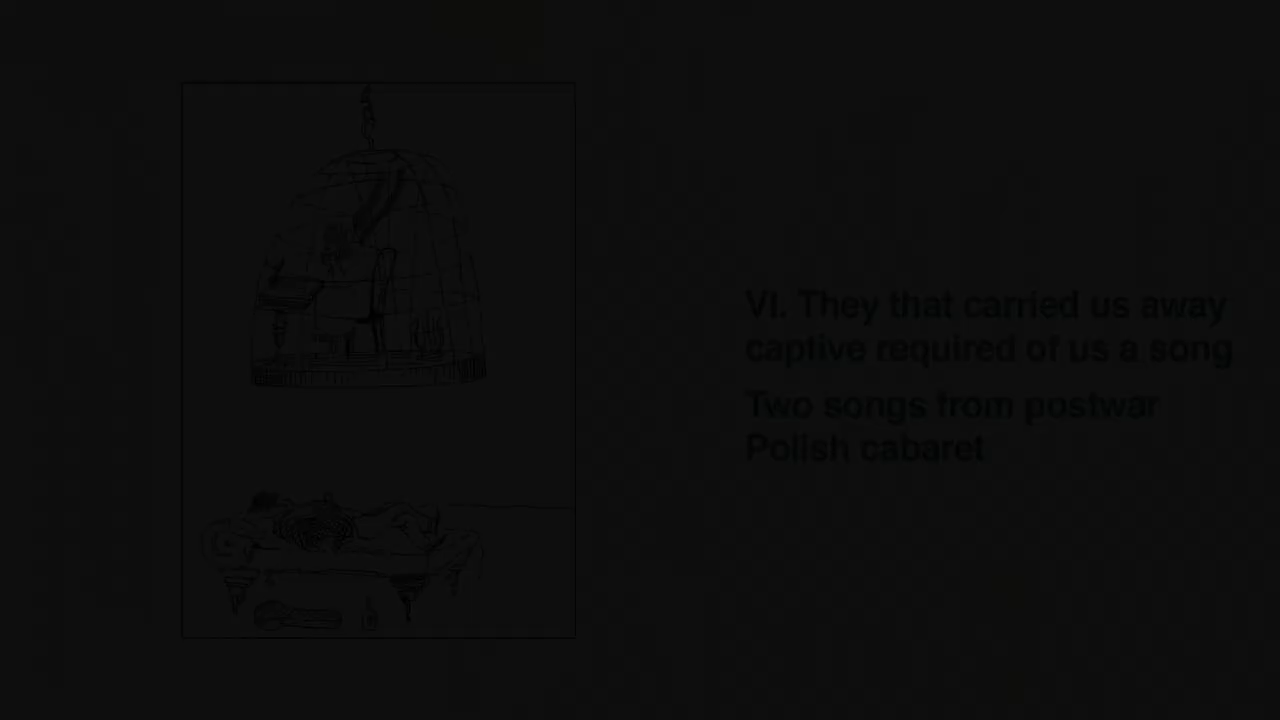 VI. They that carried us away
captive required of us a song
Two songs from postwar
Polish cabaret